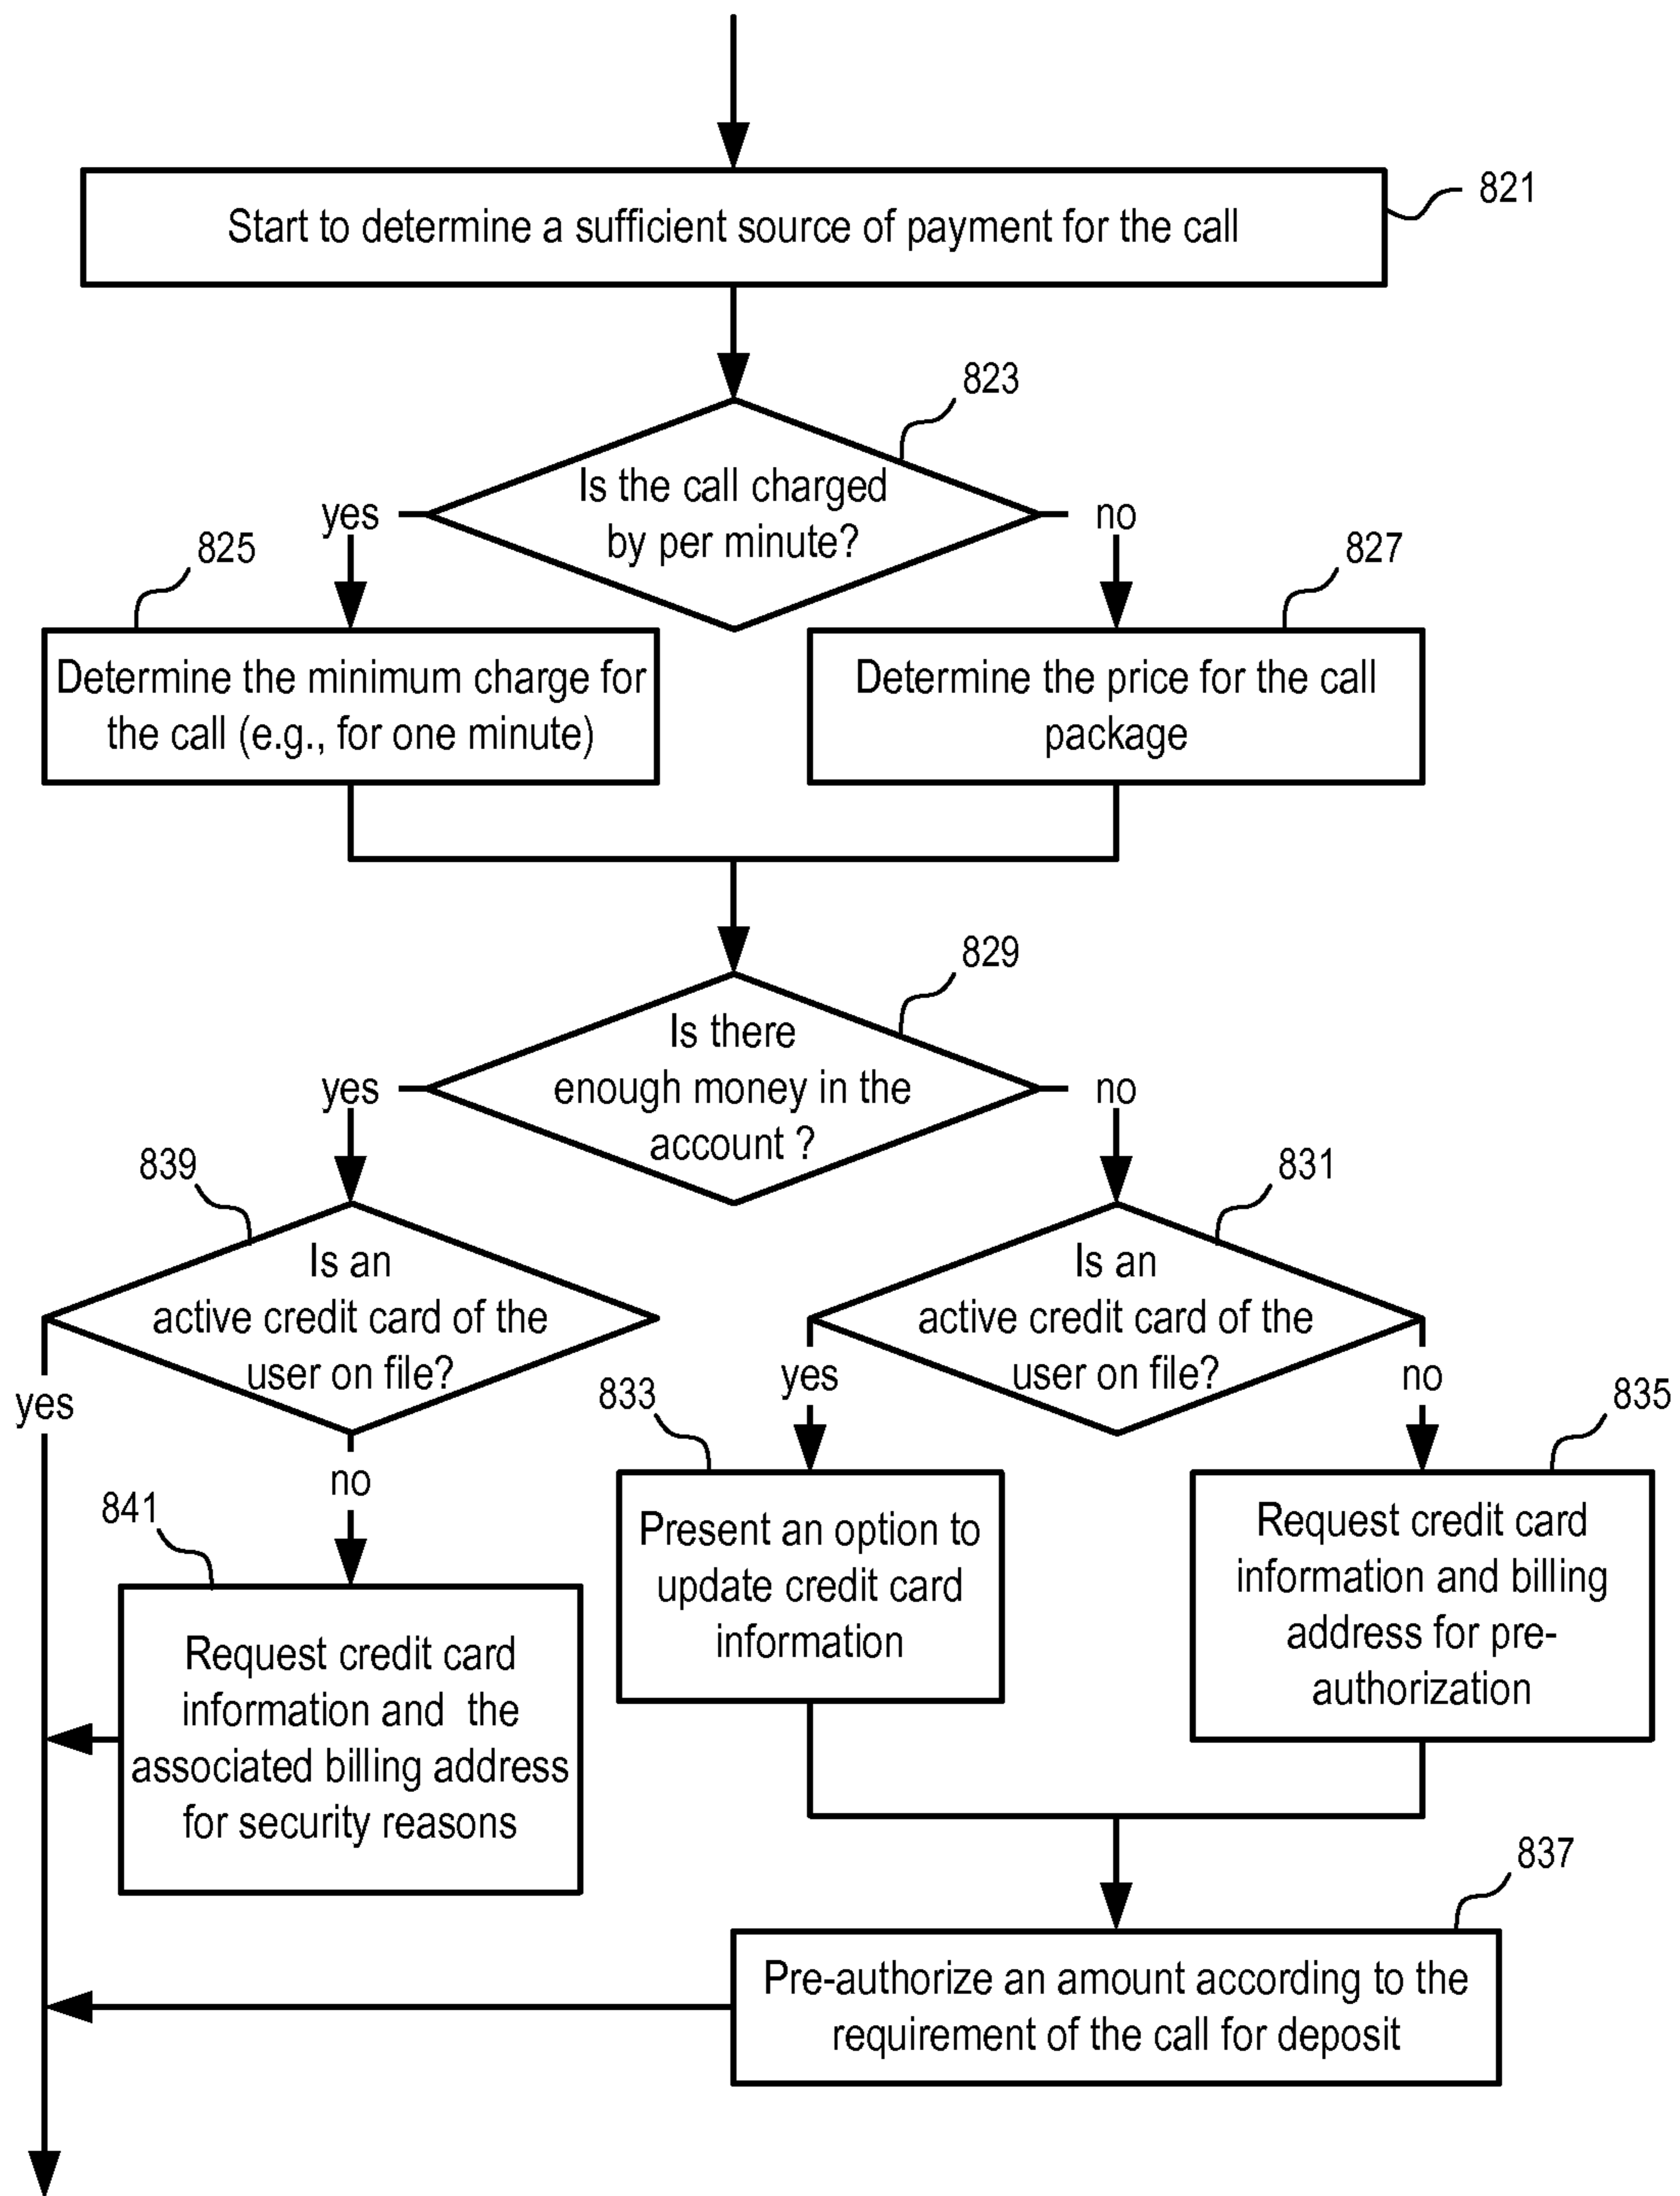 821
Start to determine a sufficient source of payment for the call
823
Is the call charged
by per minute?
yes
no
825
827
Determine the minimum charge for
the call (e.g., for one minute)
Determine the price for the call
package
829
Is there
enough money in the
account ?
yes
no
839
831
Is an
active credit card of the
user on file?
Is an
active credit card of the
user on file?
yes
no
833
yes
no
835
841
Present an option to
update credit card
information
Request credit card
information and billing
address for pre-
authorization
Request credit card
information and the
associated billing address
for security reasons
837
Pre-authorize an amount according to the
requirement of the call for deposit